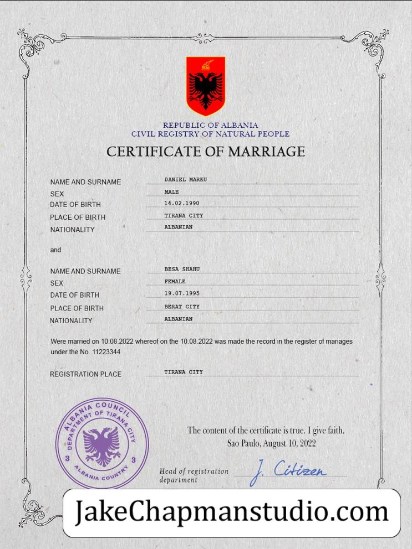 REPUBLIC OF ALBANIA
CIVIL REGISTRY OF NATURAL PEOPLE
CERTIFICATE OF MARRIAGE
NAME AND SURNAME DANIEL MARKU
SEX MALE
DATE OF BIRTH 16.02.1990
PLACE OF BIRTH TIRANA CITY
NATIONALITY ALBANIAN
and
NAME AND SURNAME BESA SHAHU
SEX FEMALE
DATE OF BIRTH 19.07.1995
PLACE OF BIRTH BERAT CITY
NATIONALITY ALBANIAN
Were married on 10.08.2022 whereof on the 10.08.2022 was made the record in the register of manages
under the No. 11223344
REGISTRATION PLACE TIRANA CITY
ALBANIA COUNCIL
DEPARTMENT OF TIRANA CITY
3 3
ALBANIA COUNTRY
The content of the certificate is true. I give faith.
Sao Paulo, August 10, 2022
Head of registration J. Citizen
department
JakeChapmanstudio.com